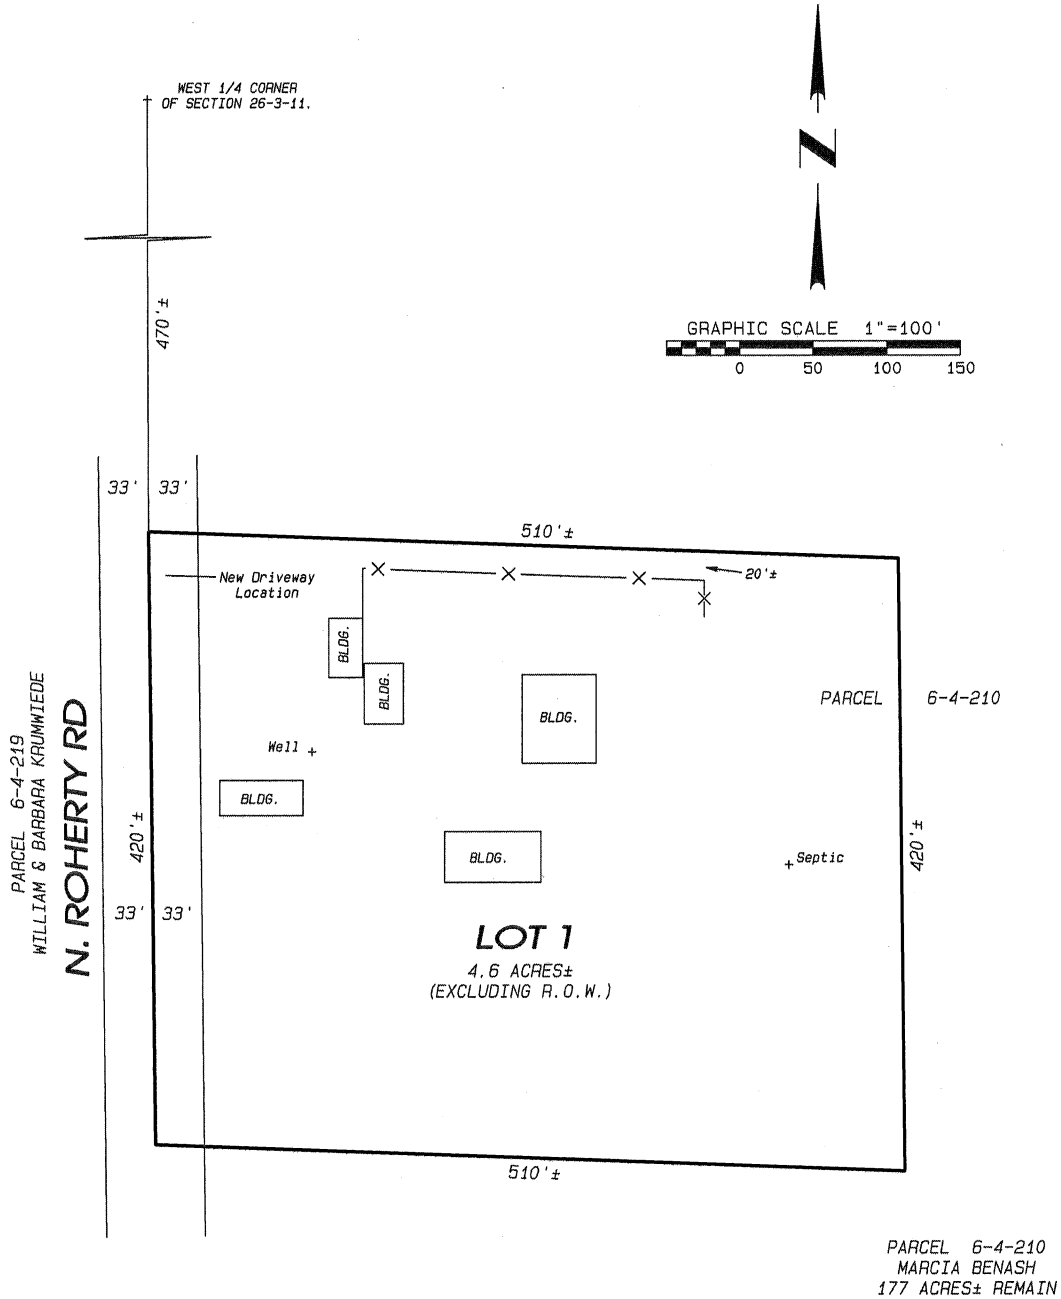 WEST 1/4 CORNER
OF SECTION 26-3-11.
N
470'±
GRAPHIC SCALE 1"=100'
0 50 100 150
33' 33'
510'±
New Driveway
Location
20'±
BLDG.
BLDG.
BLDG.
PARCEL 6-4-210
Well
BLDG.
BLDG.
Septic
PARCEL 6-4-219
WILLIAM & BARBARA KRUMWIEDE
N. ROHERTY RD
420'±
420'±
33' 33'
LOT 1
4.6 ACRES±
(EXCLUDING R.O.W.)
510'±
PARCEL 6-4-210
MARCIA BENASH
177 ACRES± REMAIN